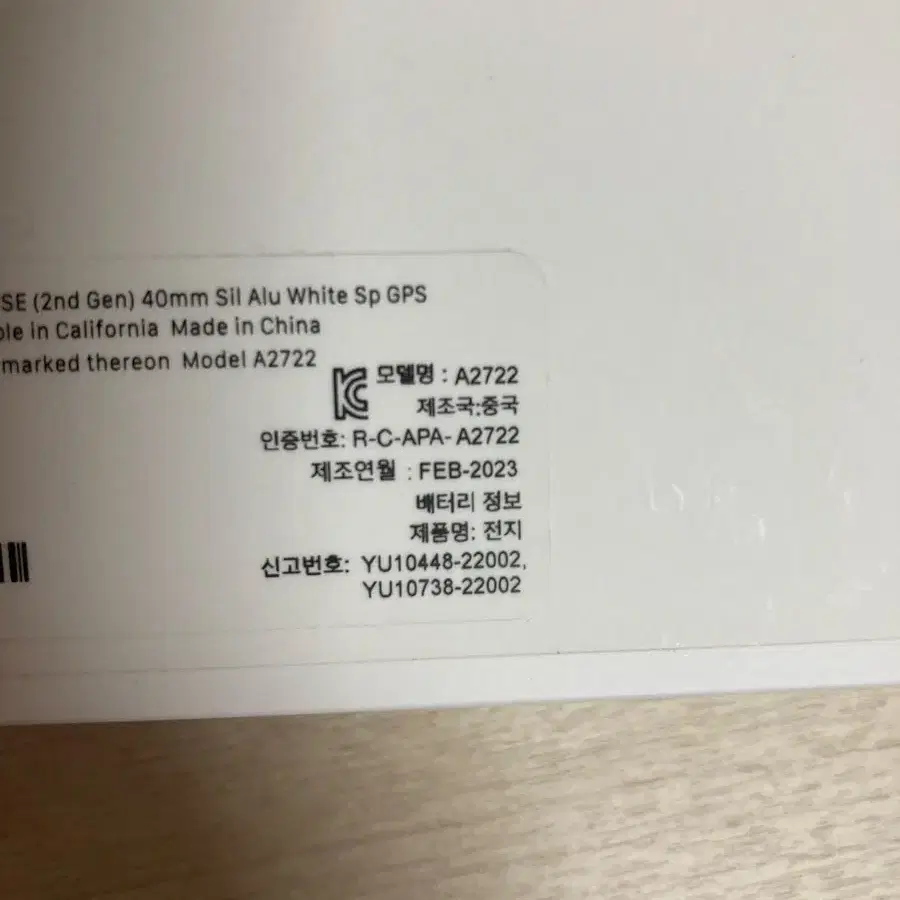 SE (2nd Gen) 40mm Sil Alu White Sp GPS
in California Made in China
marked thereon Model A2722
모델명 : A2722
제조국:중국
인증번호: R-C-APA- A2722
제조연월 : FEB-2023
배터리 정보
제품명: 전지
신고번호: YU10448-22002,
YU10738-22002